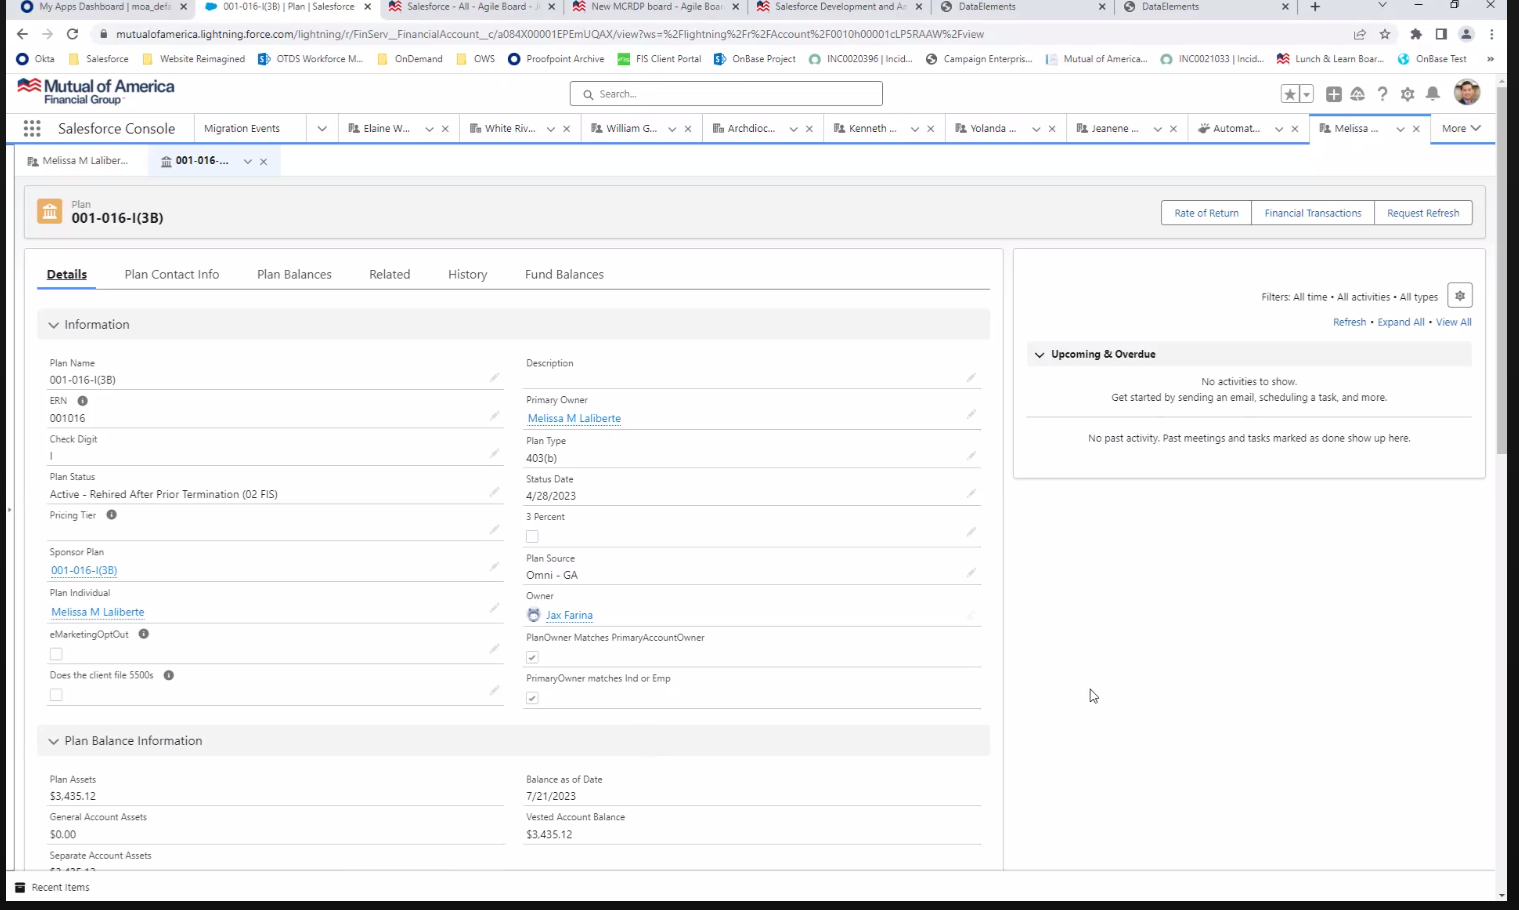 My Apps Dashboard | moa_defa
001-016-I(3B) | Plan | Salesforce
Salesforce - All - Agile Board - Ji
New MCRDP board - Agile Board
Salesforce Development and A
DataElements
DataElements
mutualofamerica.lightning.force.com/lightning/r/FinServ__FinancialAccount__c/a084X00001EPEmUQAX/view?ws=%2Flightning%2Fr%2FAccount%2F0010h00001cLP5RAAW%2Fview
Okta
Salesforce
Website Reimagined
OTDS Workforce M...
OnDemand
OWS
Proofpoint Archive
FIS Client Portal
OnBase Project
INC0020396 | Incid...
Campaign Enterpris...
Mutual of America...
INC0021033 | Incid...
Lunch & Learn Boar...
OnBase Test
»
Mutual of America
Financial Group
Search...
Salesforce Console
Migration Events
Elaine W...
White Riv...
William G...
Archdioc...
Kenneth ...
Yolanda ...
Jeanene ...
Automat...
Melissa ...
More
Melissa M Laliber...
001-016-...
Plan
001-016-I(3B)
Rate of Return
Financial Transactions
Request Refresh
Details
Plan Contact Info
Plan Balances
Related
History
Fund Balances
Filters: All time • All activities • All types
Refresh • Expand All • View All
Upcoming & Overdue
No activities to show.
Get started by sending an email, scheduling a task, and more.
No past activity. Past meetings and tasks marked as done show up here.
Information
Plan Name
001-016-I(3B)
ERN
001016
Check Digit
I
Plan Status
Active - Rehired After Prior Termination (02 FIS)
Pricing Tier
Sponsor Plan
001-016-I(3B)
Plan Individual
Melissa M Laliberte
eMarketingOptOut
Does the client file 5500s
Description
Primary Owner
Melissa M Laliberte
Plan Type
403(b)
Status Date
4/28/2023
3 Percent
Plan Source
Omni - GA
Owner
Jax Farina
PlanOwner Matches PrimaryAccountOwner
PrimaryOwner matches Ind or Emp
Plan Balance Information
Plan Assets
$3,435.12
General Account Assets
$0.00
Separate Account Assets
$3,435.12
Balance as of Date
7/21/2023
Vested Account Balance
$3,435.12
Recent Items